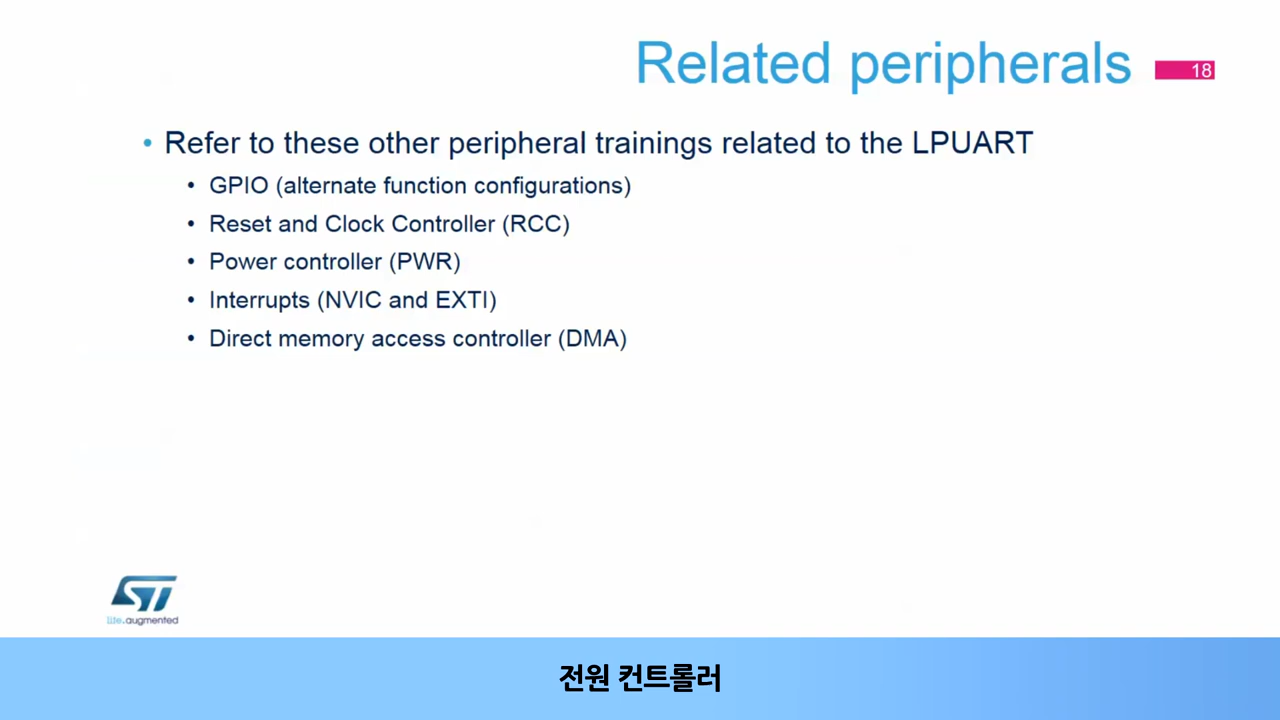 Related peripherals
18
• Refer to these other peripheral trainings related to the LPUART
• GPIO (alternate function configurations)
• Reset and Clock Controller (RCC)
• Power controller (PWR)
• Interrupts (NVIC and EXTI)
• Direct memory access controller (DMA)
ST
life.augmented
전원 컨트롤러